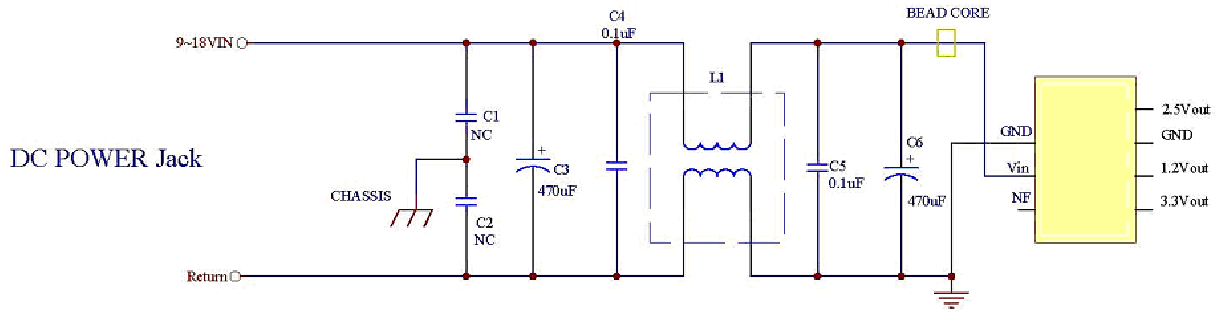 BEAD CORE
C4
0.1uF
9~18VIN
L1
2.5Vout
C1
NC
GND
GND
DC POWER Jack
C3
470uF
C5
0.1uF
C6
470uF
Vin
1.2Vout
CHASSIS
NF
3.3Vout
C2
NC
Return
+
+